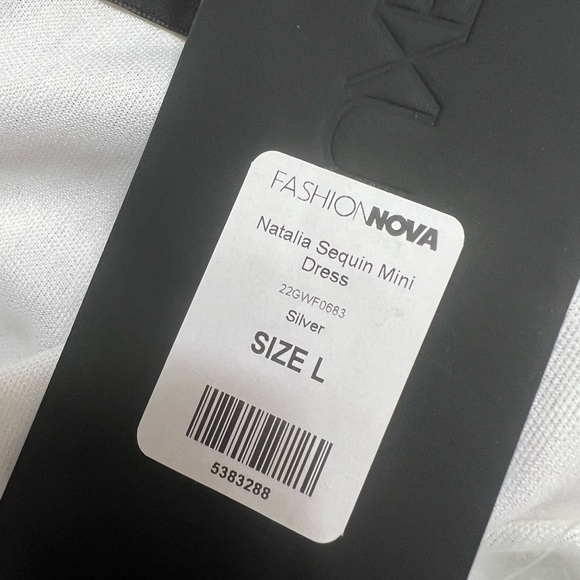 FASHIONNOVA
Natalia Sequin Mini
Dress
22GWF0683
Silver
SIZE L
5383288